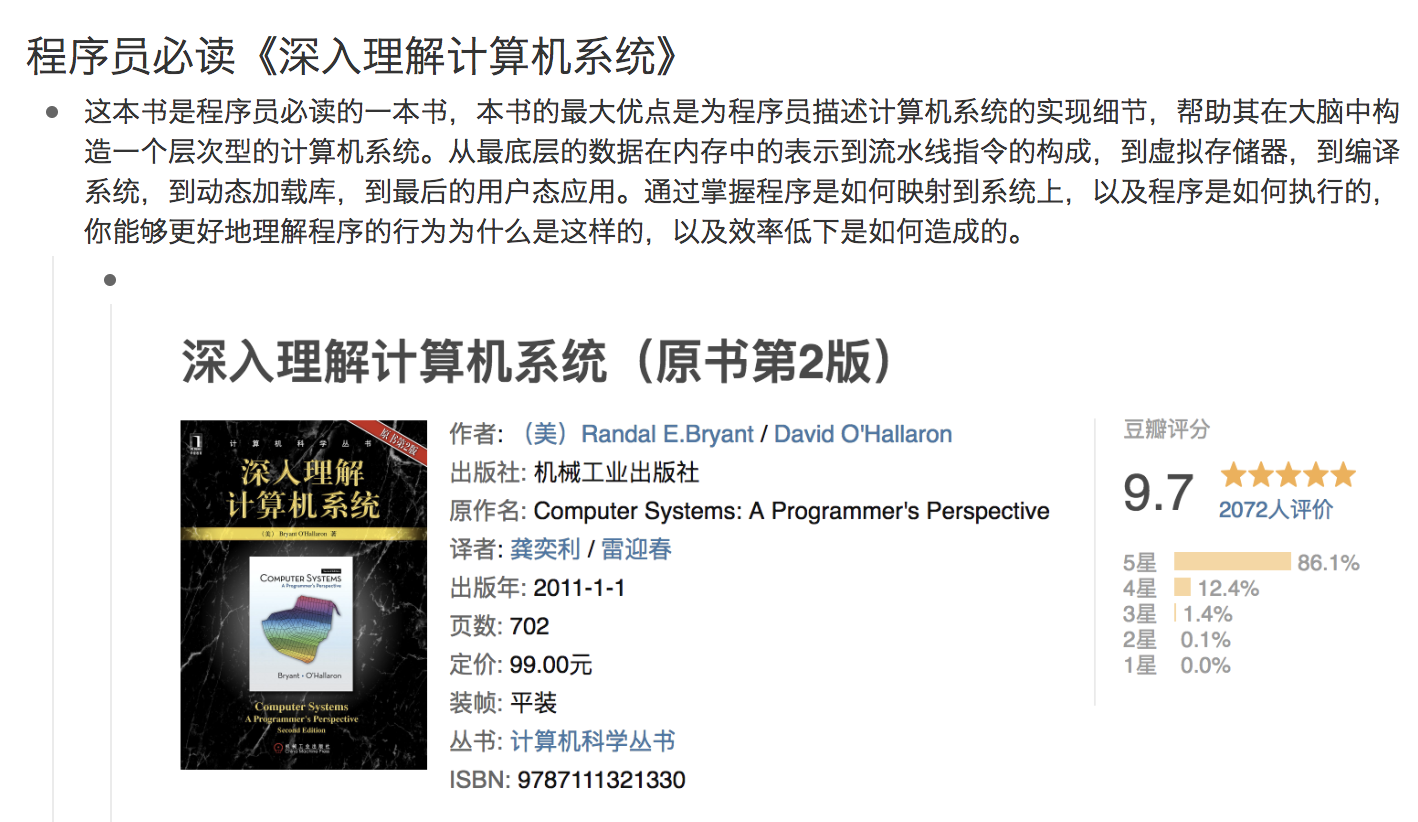 程序员必读《深入理解计算机系统》
这本书是程序员必读的一本书，本书的最大优点是为程序员描述计算机系统的实现细节，帮助其在大脑中构
造一个层次型的计算机系统。从最底层的数据在内存中的表示到流水线指令的构成，到虚拟存储器，到编译
系统，到动态加载库，到最后的用户态应用。通过掌握程序是如何映射到系统上，以及程序是如何执行的，
你能够更好地理解程序的行为为什么是这样的，以及效率低下是如何造成的。
深入理解计算机系统（原书第2版）
计算机科学丛书
原书第2版
深入理解
计算机系统
（美） Bryant O'Hallaron 著
COMPUTER SYSTEMS
A Programmer's Perspective
Bryant • O'Hallaron
Computer Systems
A Programmer's Perspective
Second Edition
机械工业出版社
China Machine Press
作者: （美）Randal E.Bryant / David O'Hallaron
出版社: 机械工业出版社
原作名: Computer Systems: A Programmer's Perspective
译者: 龚奕利 / 雷迎春
出版年: 2011-1-1
页数: 702
定价: 99.00元
装帧: 平装
丛书: 计算机科学丛书
ISBN: 9787111321330
豆瓣评分
9.7
2072人评价
5星 86.1%
4星 12.4%
3星 1.4%
2星 0.1%
1星 0.0%